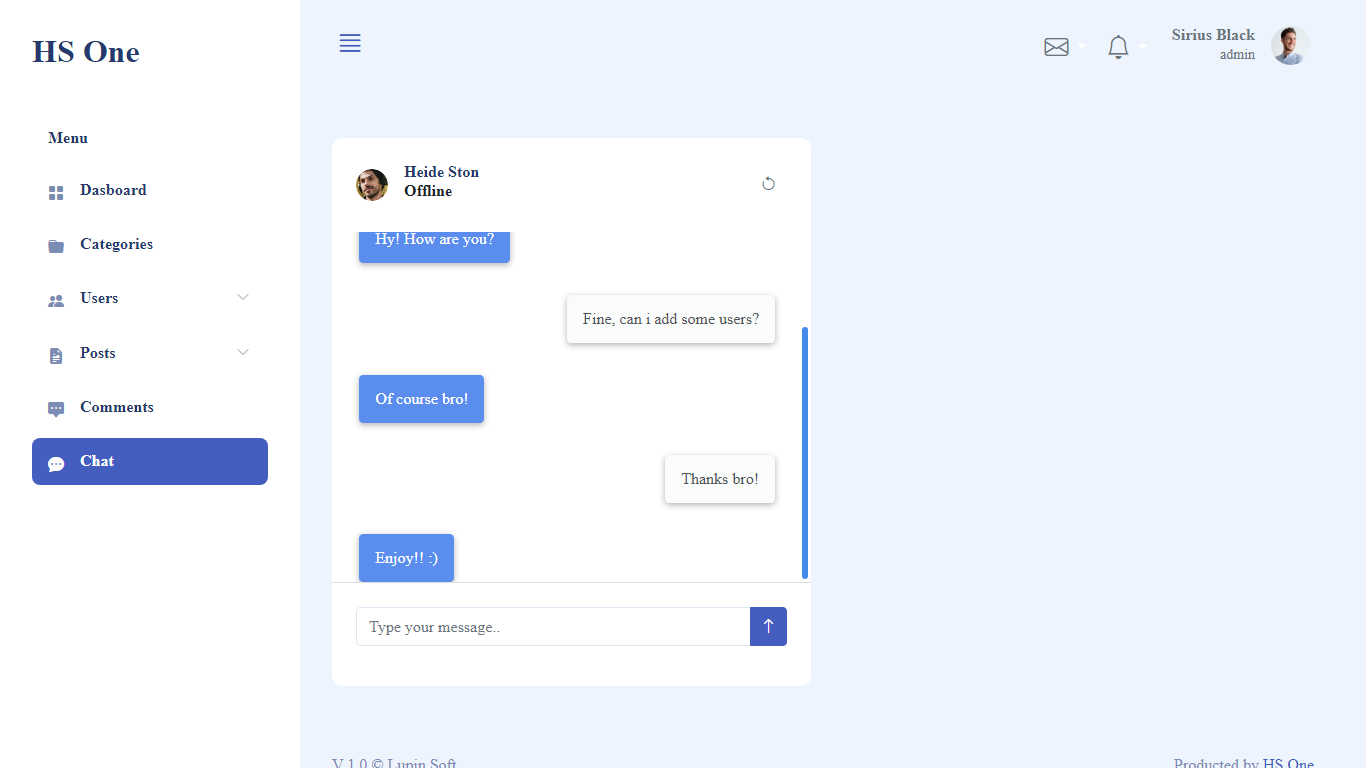 HS One
Menu
Dasboard
Categories
Users
Posts
Comments
Chat
Sirius Black
admin
Heide Ston
Offline
Hy! How are you?
Fine, can i add some users?
Of course bro!
Thanks bro!
Enjoy!! :)
Type your message..
V 1.0 © Lupin Soft
Producted by HS One